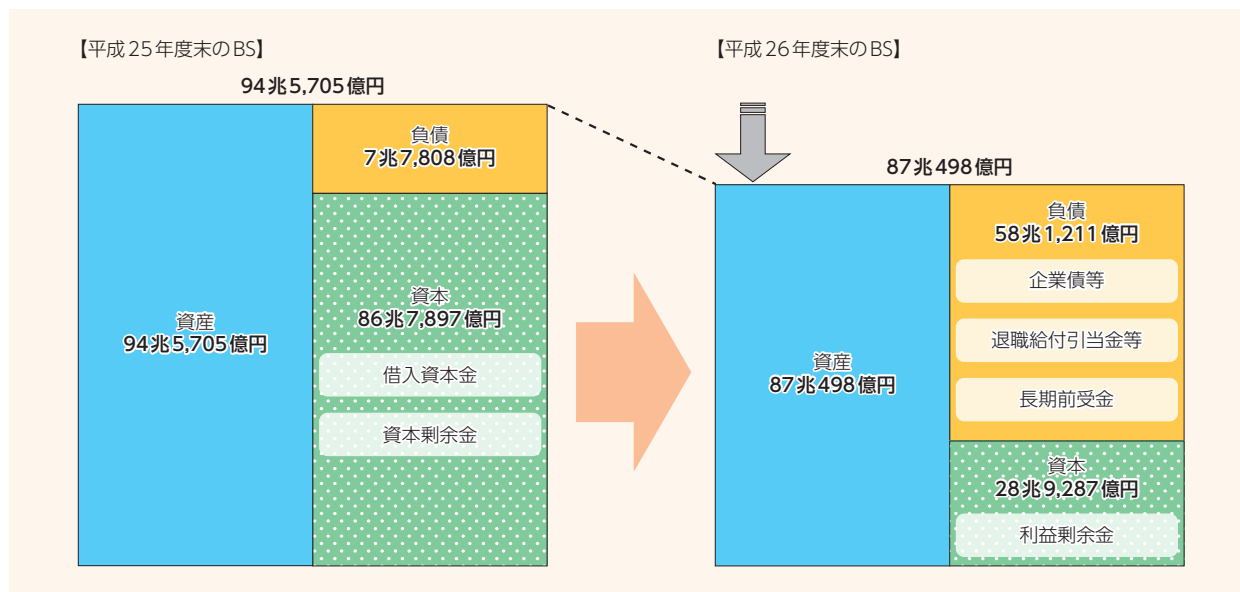 【平成25年度末のBS】
94兆5,705億円
資産
94兆5,705億円
負債
7兆7,808億円
資本
86兆7,897億円
借入資本金
資本剰余金
【平成26年度末のBS】
87兆498億円
資産
87兆498億円
負債
58兆1,211億円
企業債等
退職給付引当金等
長期前受金
資本
28兆9,287億円
利益剰余金